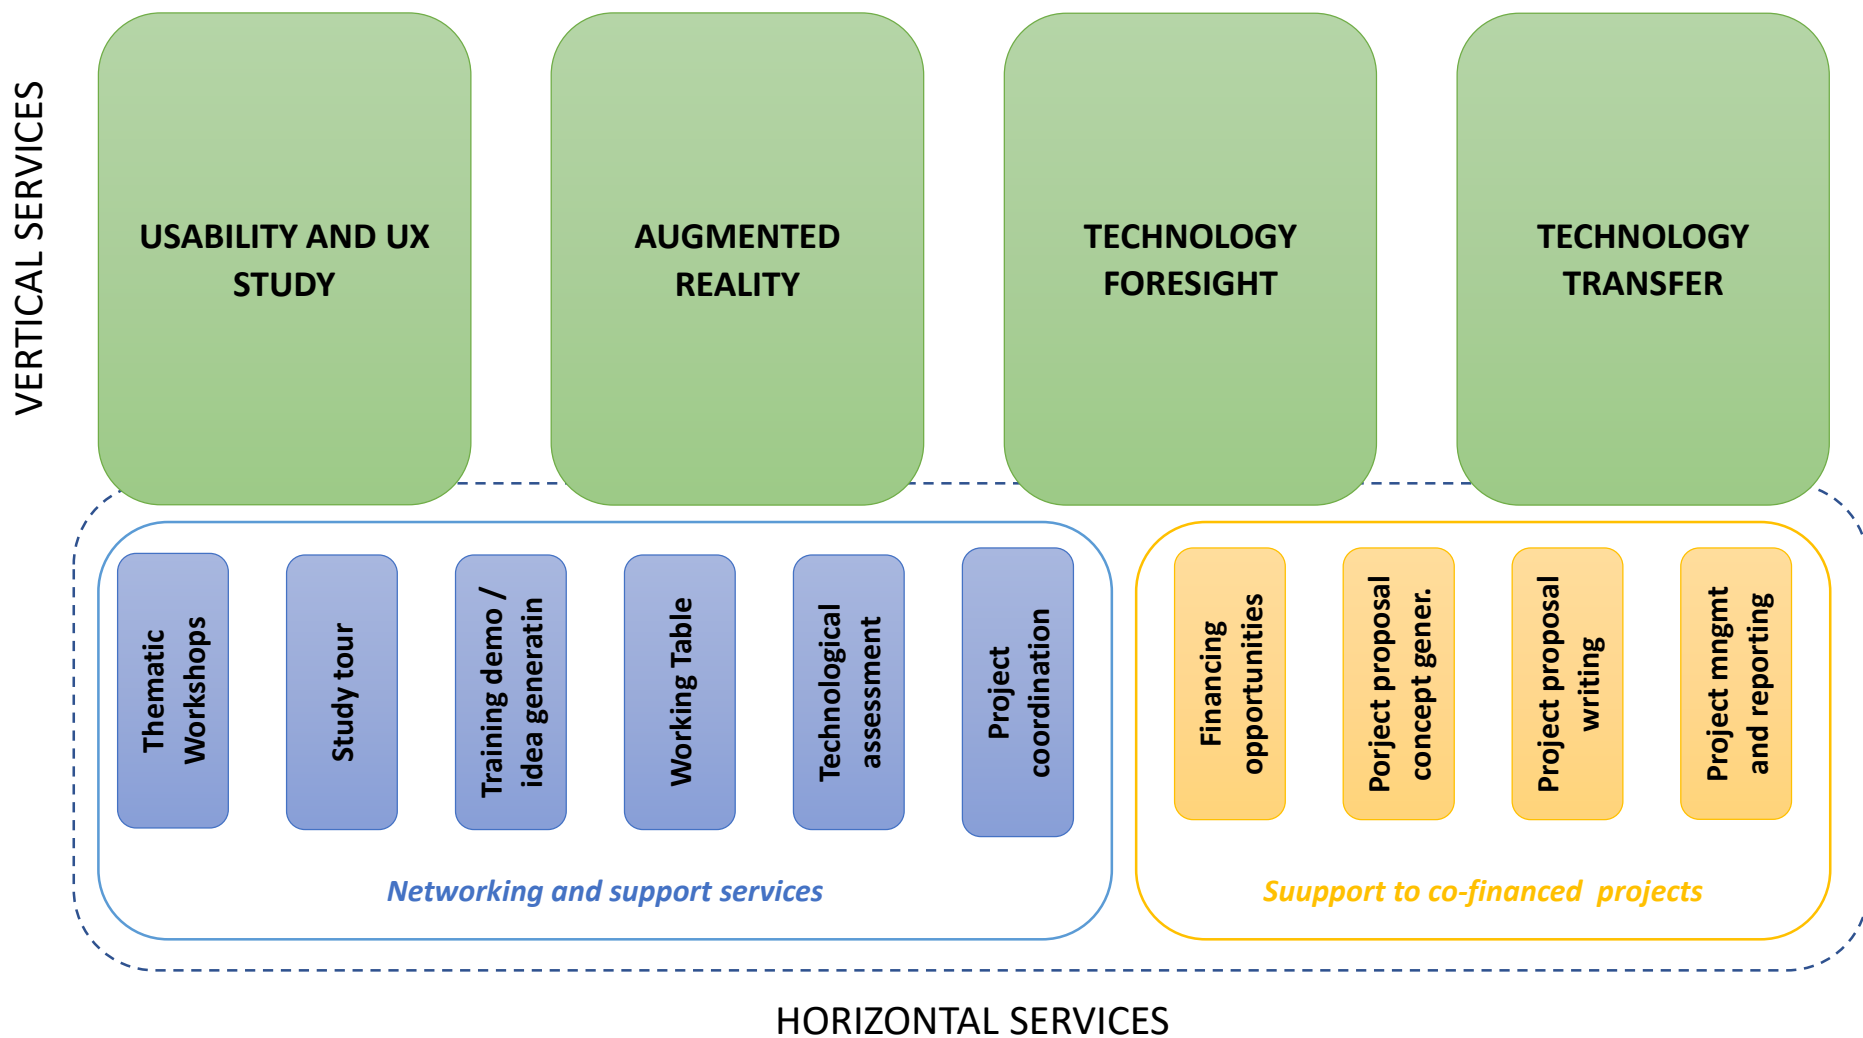 VERTICAL SERVICES
USABILITY AND UX
STUDY
AUGMENTED
REALITY
TECHNOLOGY
FORESIGHT
TECHNOLOGY
TRANSFER
Thematic
Workshops
Study tour
Training demo /
idea generatin
Working Table
Technological
assessment
Project
coordination
Financing
opportunities
Porject proposal
concept gener.
Project proposal
writing
Project mngmt
and reporting
Networking and support services
Suupport to co-financed projects
HORIZONTAL SERVICES